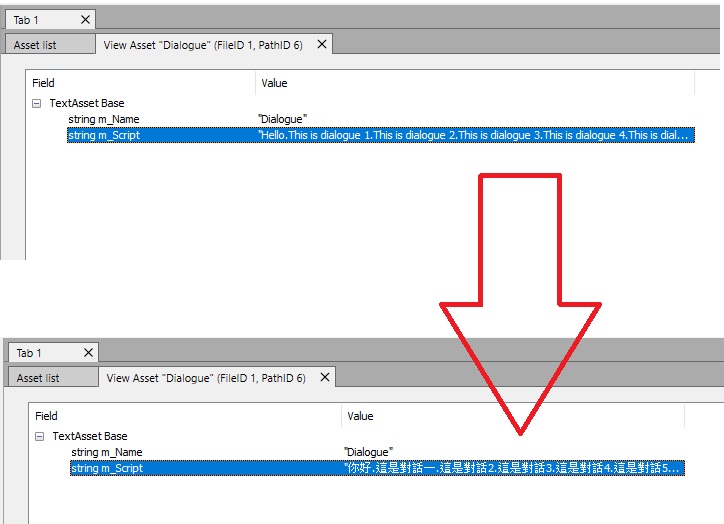 Tab 1
Asset list
View Asset "Dialogue" (FileID 1, PathID 6)
Field Value
TextAsset Base
string m_Name "Dialogue"
string m_Script "Hello.This is dialogue 1.This is dialogue 2.This is dialogue 3.This is dialogue 4.This is dial...
Tab 1
Asset list
View Asset "Dialogue" (FileID 1, PathID 6)
Field Value
TextAsset Base
string m_Name "Dialogue"
string m_Script "你好.這是對話一.這是對話2.這是對話3.這是對話4.這是對話5...